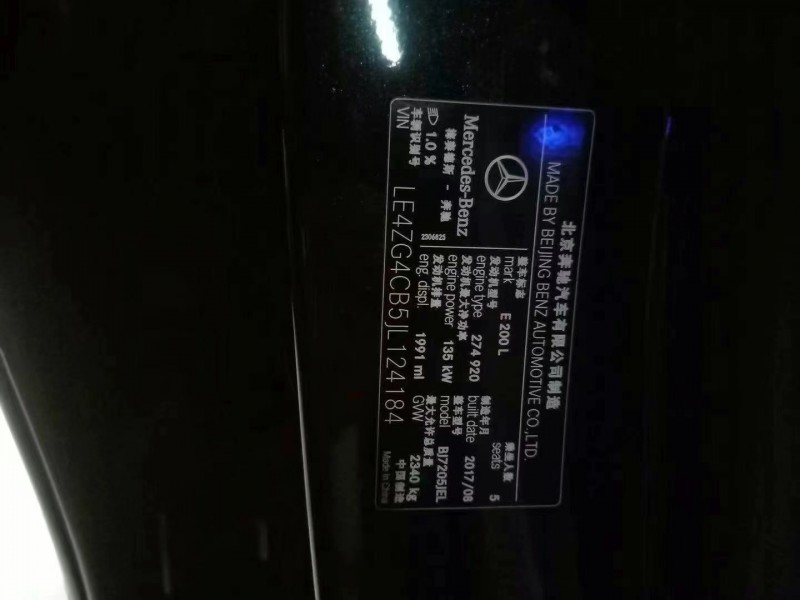 北京奔驰汽车有限公司制造
MADE BY BEIJING BENZ AUTOMOTIVE CO.,LTD.
Mercedes-Benz
梅赛德斯 - 奔驰
1.0 %
2306825
整车标志
mark E 200 L
乘坐人数
seats 5
发动机型号
engine type 274 920
制造年月
built date 2017/08
发动机最大净功率
engine power 135 kW
整车型号
model BJ7205JEL
发动机排量
eng. displ. 1991 ml
最大允许总质量
GVW 2340 kg
车辆识别号
VIN LE4ZG4CB5JL124184
中国制造
Made In China